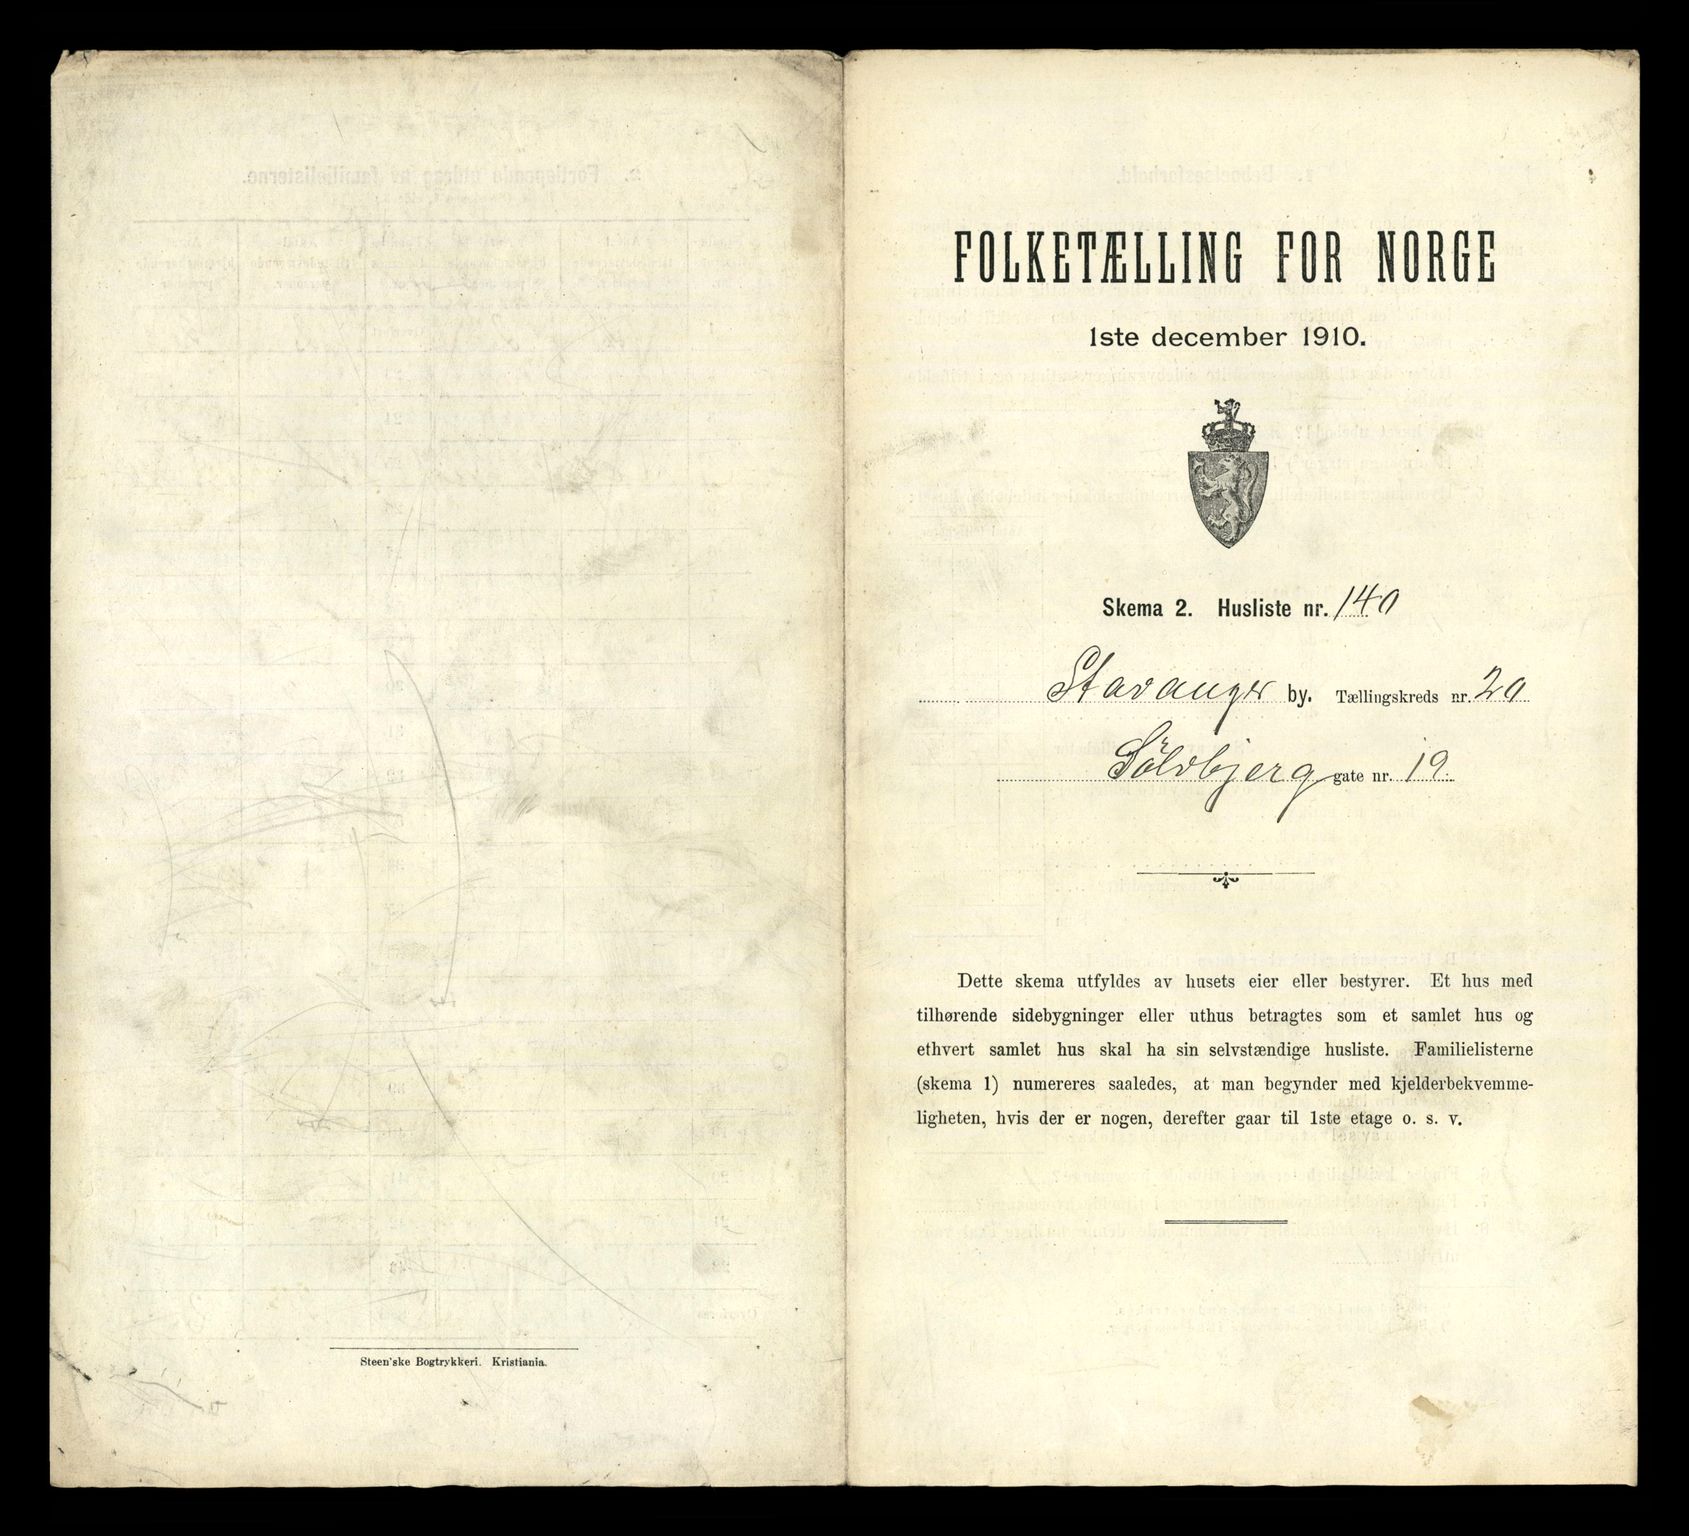 FOLKETÆLLING FOR NORGE
1ste december 1910.
Skema 2. Husliste nr. 140
Stavanger by. Tællingskreds nr. 20
Sölvbjerg gate nr. 19.
Dette skema utfyldes av husets eier eller bestyrer. Et hus med
tilhørende sidebygninger eller uthus betragtes som et samlet hus og
ethvert samlet hus skal ha sin selvstændige husliste. Familielisterne
(skema 1) numereres saaledes, at man begynder med kjelderbekvemme-
ligheten, hvis der er nogen, derefter gaar til 1ste etage o. s. v.
Steen'ske Bogtrykkeri. Kristiania.